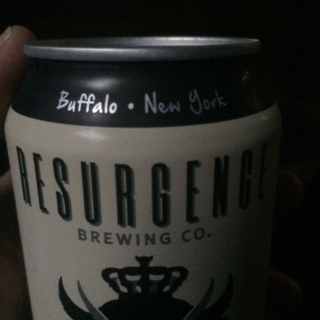 Buffalo • New York
RESURGENCE
BREWING CO.